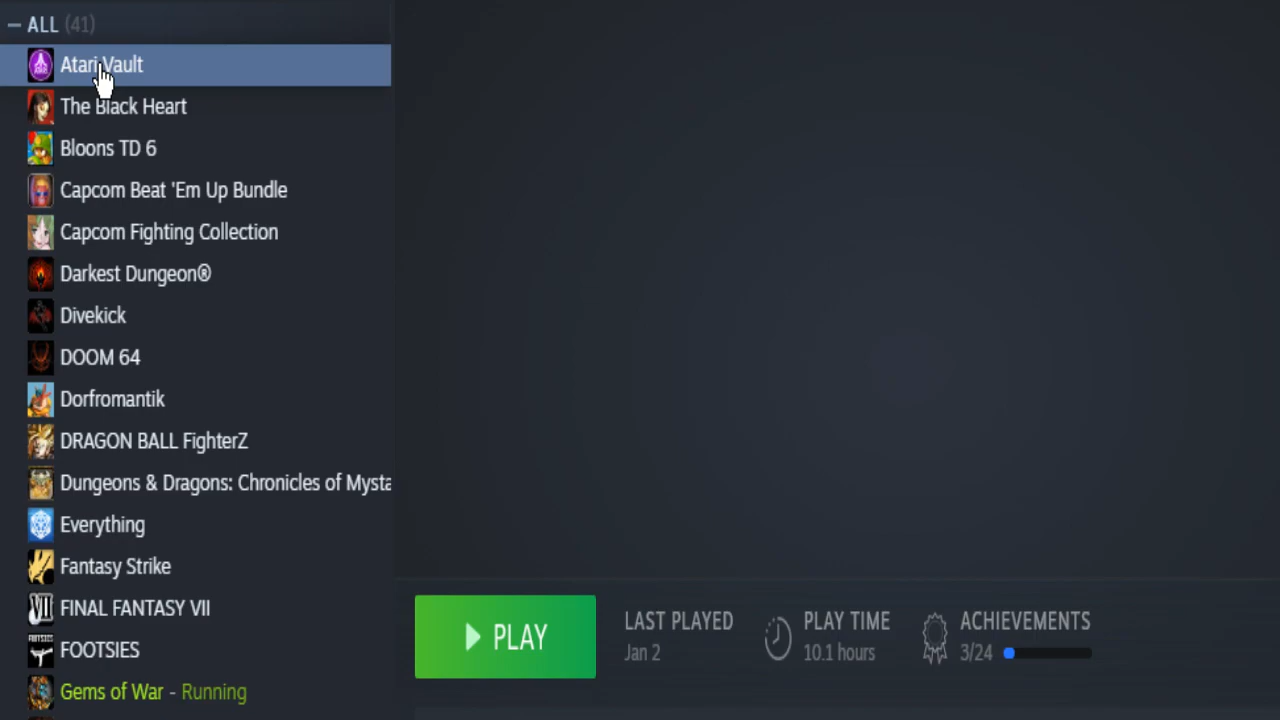 — ALL (41)
Atari Vault
The Black Heart
Bloons TD 6
Capcom Beat 'Em Up Bundle
Capcom Fighting Collection
Darkest Dungeon®
Divekick
DOOM 64
Dorfromantik
DRAGON BALL FighterZ
Dungeons & Dragons: Chronicles of Mysta
Everything
Fantasy Strike
FINAL FANTASY VII
FOOTSIES
Gems of War - Running
PLAY
LAST PLAYED
Jan 2
PLAY TIME
10.1 hours
ACHIEVEMENTS
3/24